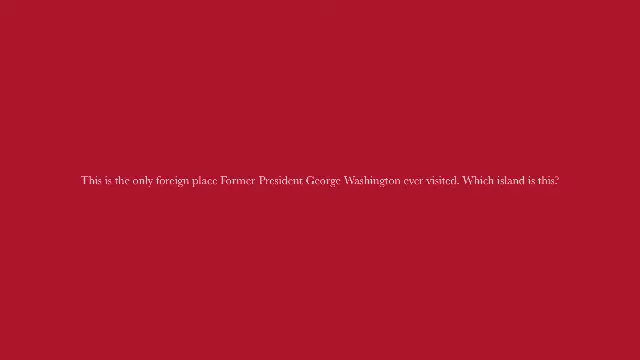 This is the only foreign place Former President George Washington ever visited. Which island is this?